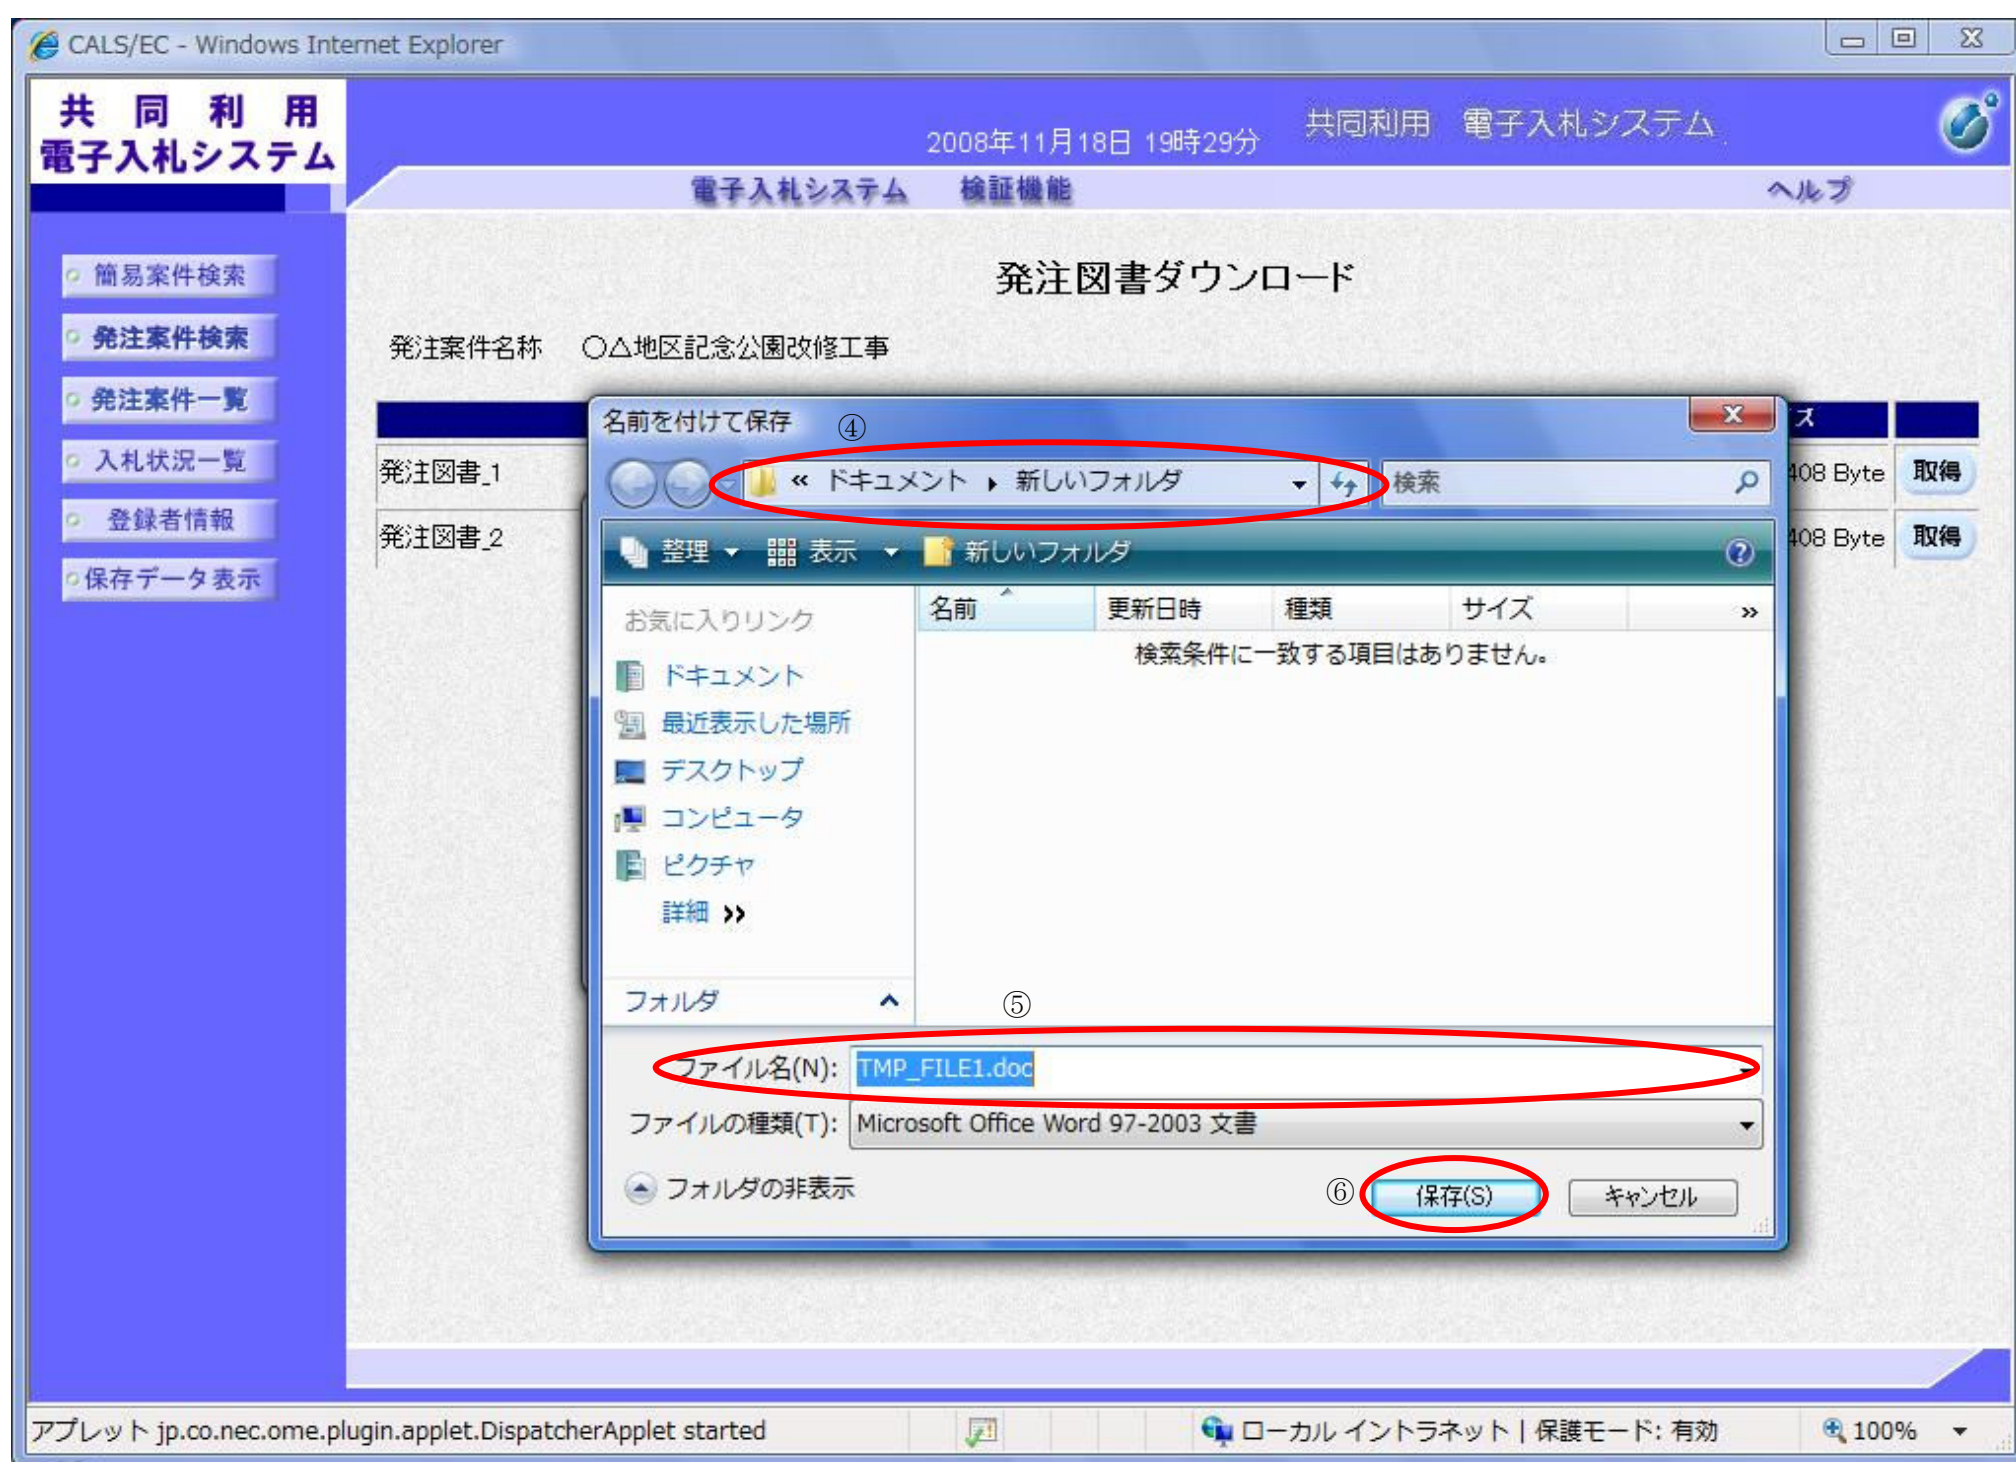 CALS/EC - Windows Internet Explorer
共同利用
電子入札システム
2008年11月18日 19時29分
共同利用 電子入札システム
電子入札システム 検証機能 ヘルプ
簡易案件検索
発注案件検索
発注案件一覧
入札状況一覧
登録者情報
保存データ表示
発注図書ダウンロード
発注案件名称 〇△地区記念公園改修工事
ズ
発注図書_1
408 Byte 取得
発注図書_2
408 Byte 取得
名前を付けて保存
④
« ドキュメント ▶ 新しいフォルダ
検索
整理 表示 新しいフォルダ
お気に入りリンク
ドキュメント
最近表示した場所
デスクトップ
コンピュータ
ピクチャ
詳細 »
フォルダ
名前 更新日時 種類 サイズ »
検索条件に一致する項目はありません。
⑤
ファイル名(N): TMP_FILE1.doc
ファイルの種類(T): Microsoft Office Word 97-2003 文書
フォルダの非表示
⑥
保存(S) キャンセル
アプレット jp.co.nec.ome.plugin.applet.DispatcherApplet started
ローカル イントラネット | 保護モード: 有効
100%